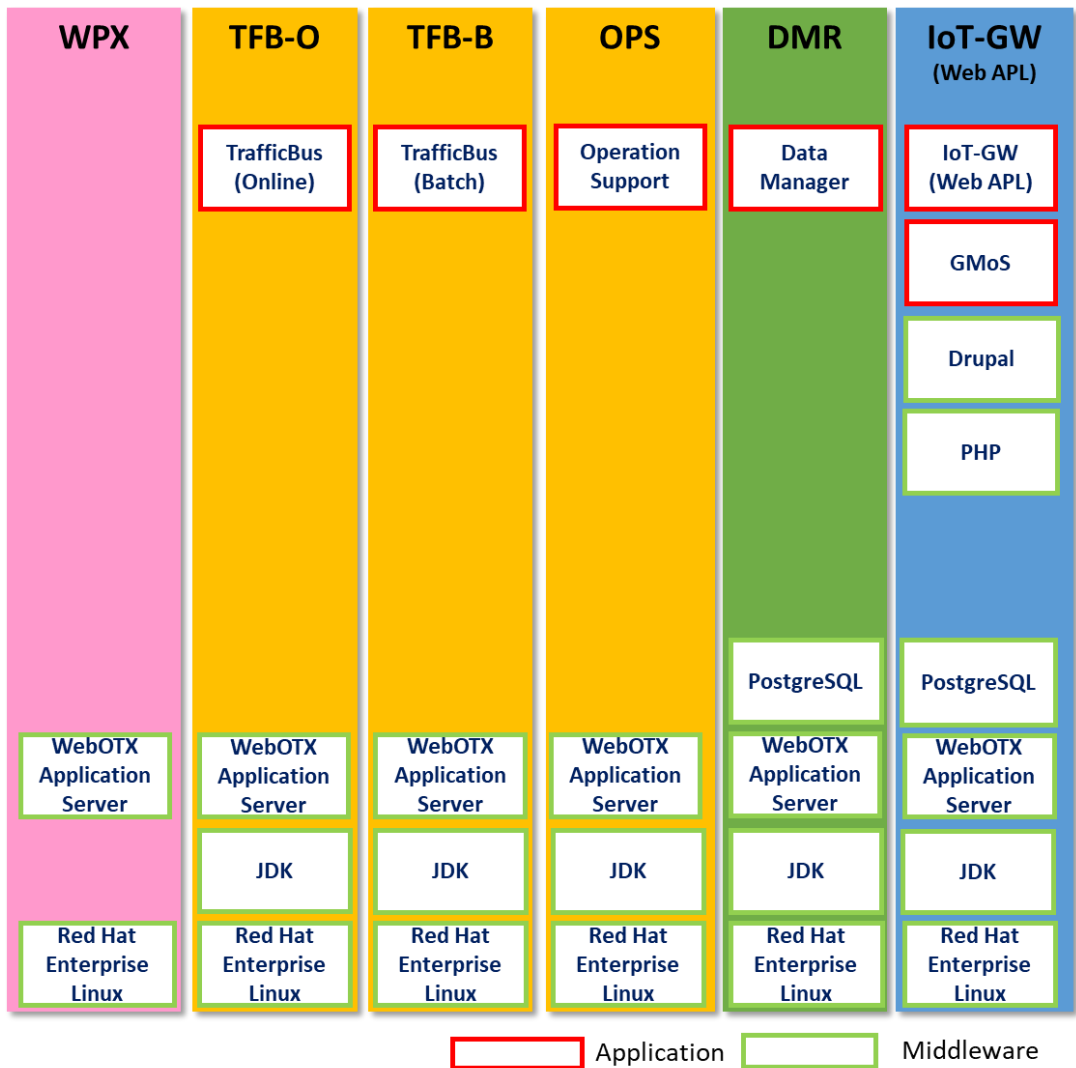 WPX
TFB-O
TFB-B
OPS
DMR
IoT-GW
(Web APL)
TrafficBus
(Online)
TrafficBus
(Batch)
Operation
Support
Data
Manager
IoT-GW
(Web APL)
GMoS
Drupal
PHP
PostgreSQL
PostgreSQL
WebOTX
Application
Server
WebOTX
Application
Server
WebOTX
Application
Server
WebOTX
Application
Server
WebOTX
Application
Server
WebOTX
Application
Server
JDK
JDK
JDK
JDK
JDK
Red Hat
Enterprise
Linux
Red Hat
Enterprise
Linux
Red Hat
Enterprise
Linux
Red Hat
Enterprise
Linux
Red Hat
Enterprise
Linux
Red Hat
Enterprise
Linux
Application
Middleware